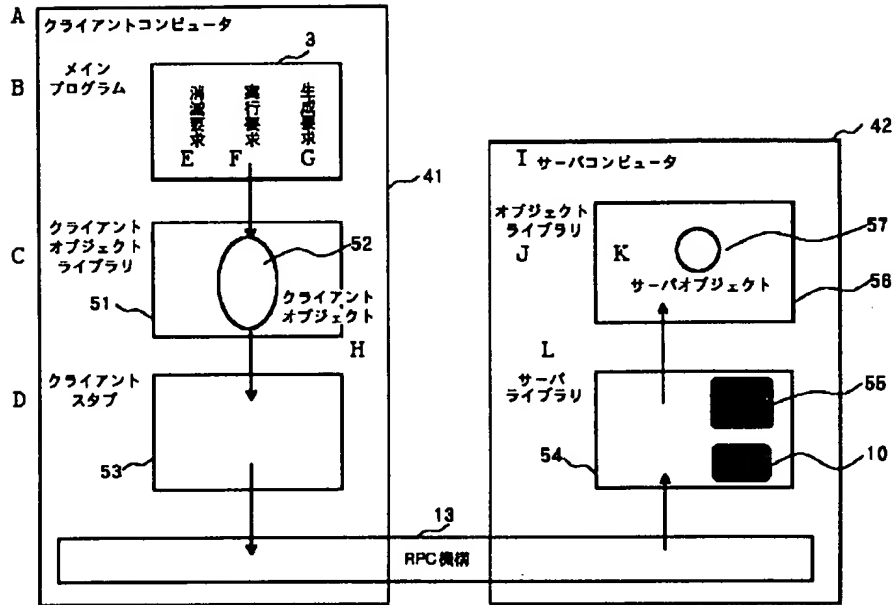 A
クライアントコンピュータ
3
B
メイン
プログラム
消滅要求
実行要求
生成要求
E
F
G
41
42
I
サーバコンピュータ
C
クライアント
オブジェクト
ライブラリ
52
51
クライアント
オブジェクト
H
オブジェクト
ライブラリ
J
K
57
サーバオブジェクト
56
D
クライアント
スタブ
53
L
サーバ
ライブラリ
55
54
10
13
RPC機構